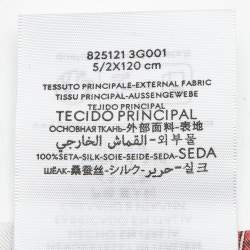 825121 3G001
5/2X120 cm
TESSUTO PRINCIPALE-EXTERNAL FABRIC
TISSU PRINCIPAL-AUSSENGEWEBE
TEJIDO PRINCIPAL
TECIDO PRINCIPAL
ОСНОВНАЯ ТКАНЬ-外部面料-表地
القماش الخارجي-외부물
100%SETA-SILK-SOIE-SEIDE-SEDA-SEDA
ШЁЛК-桑蚕丝-シルク-حرير-실크